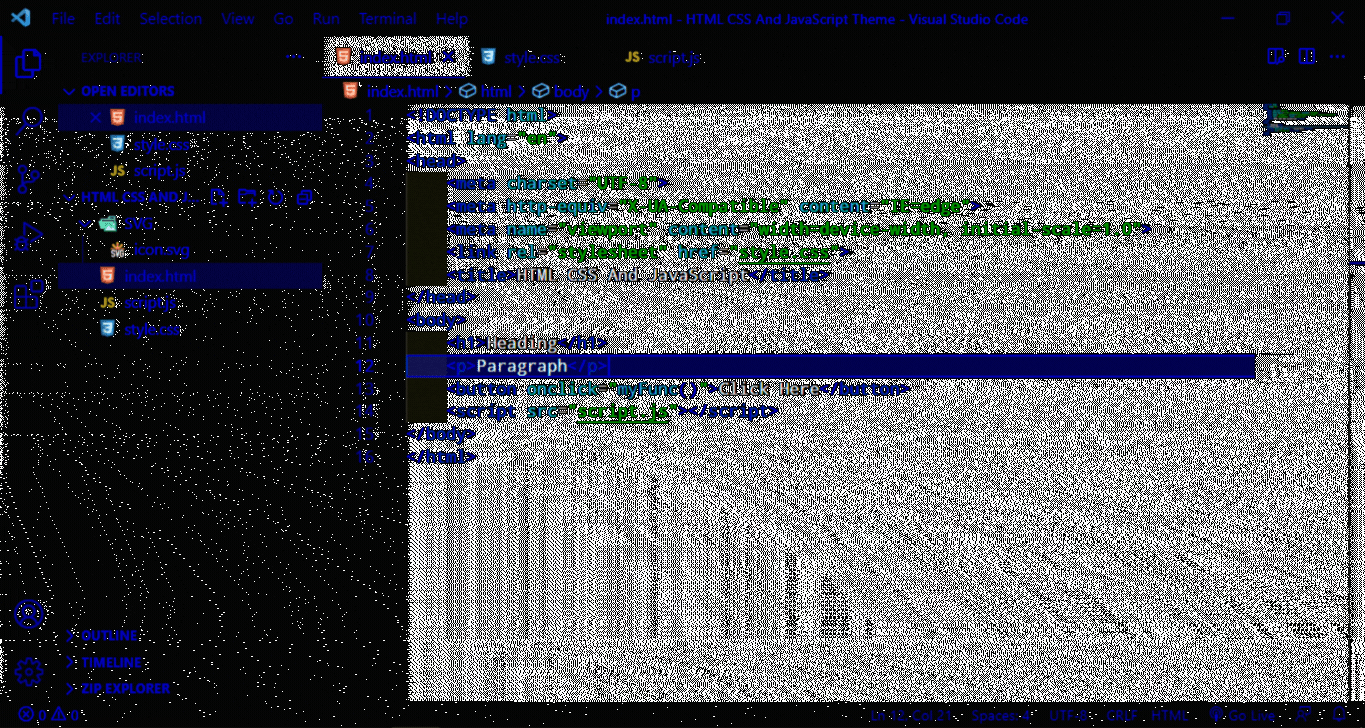 File Edit Selection View Go Run Terminal Help
index.html - HTML CSS And JavaScript Theme - Visual Studio Code
EXPLORER
OPEN EDITORS
index.html
style.css
script.js
HTML CSS AND J...
SVG
icon.svg
index.html
script.js
style.css
OUTLINE
TIMELINE
ZIP EXPLORER
index.html style.css script.js
index.html > html > body > p
1 <!DOCTYPE html>
2 <html lang="en">
3 <head>
4 <meta charset="UTF-8">
5 <meta http-equiv="X-UA-Compatible" content="IE=edge">
6 <meta name="viewport" content="width=device-width, initial-scale=1.0">
7 <link rel="stylesheet" href="style.css">
8 <title>HTML CSS And JavaScript</title>
9 </head>
10 <body>
11 <h1>Heading</h1>
12 <p>Paragraph</p>
13 <button onclick="myFunc()">Click Here</button>
14 <script src="script.js"></script>
15 </body>
16 </html>
0 0
Ln 12, Col 21 Spaces: 4 UTF-8 CRLF HTML Go Live